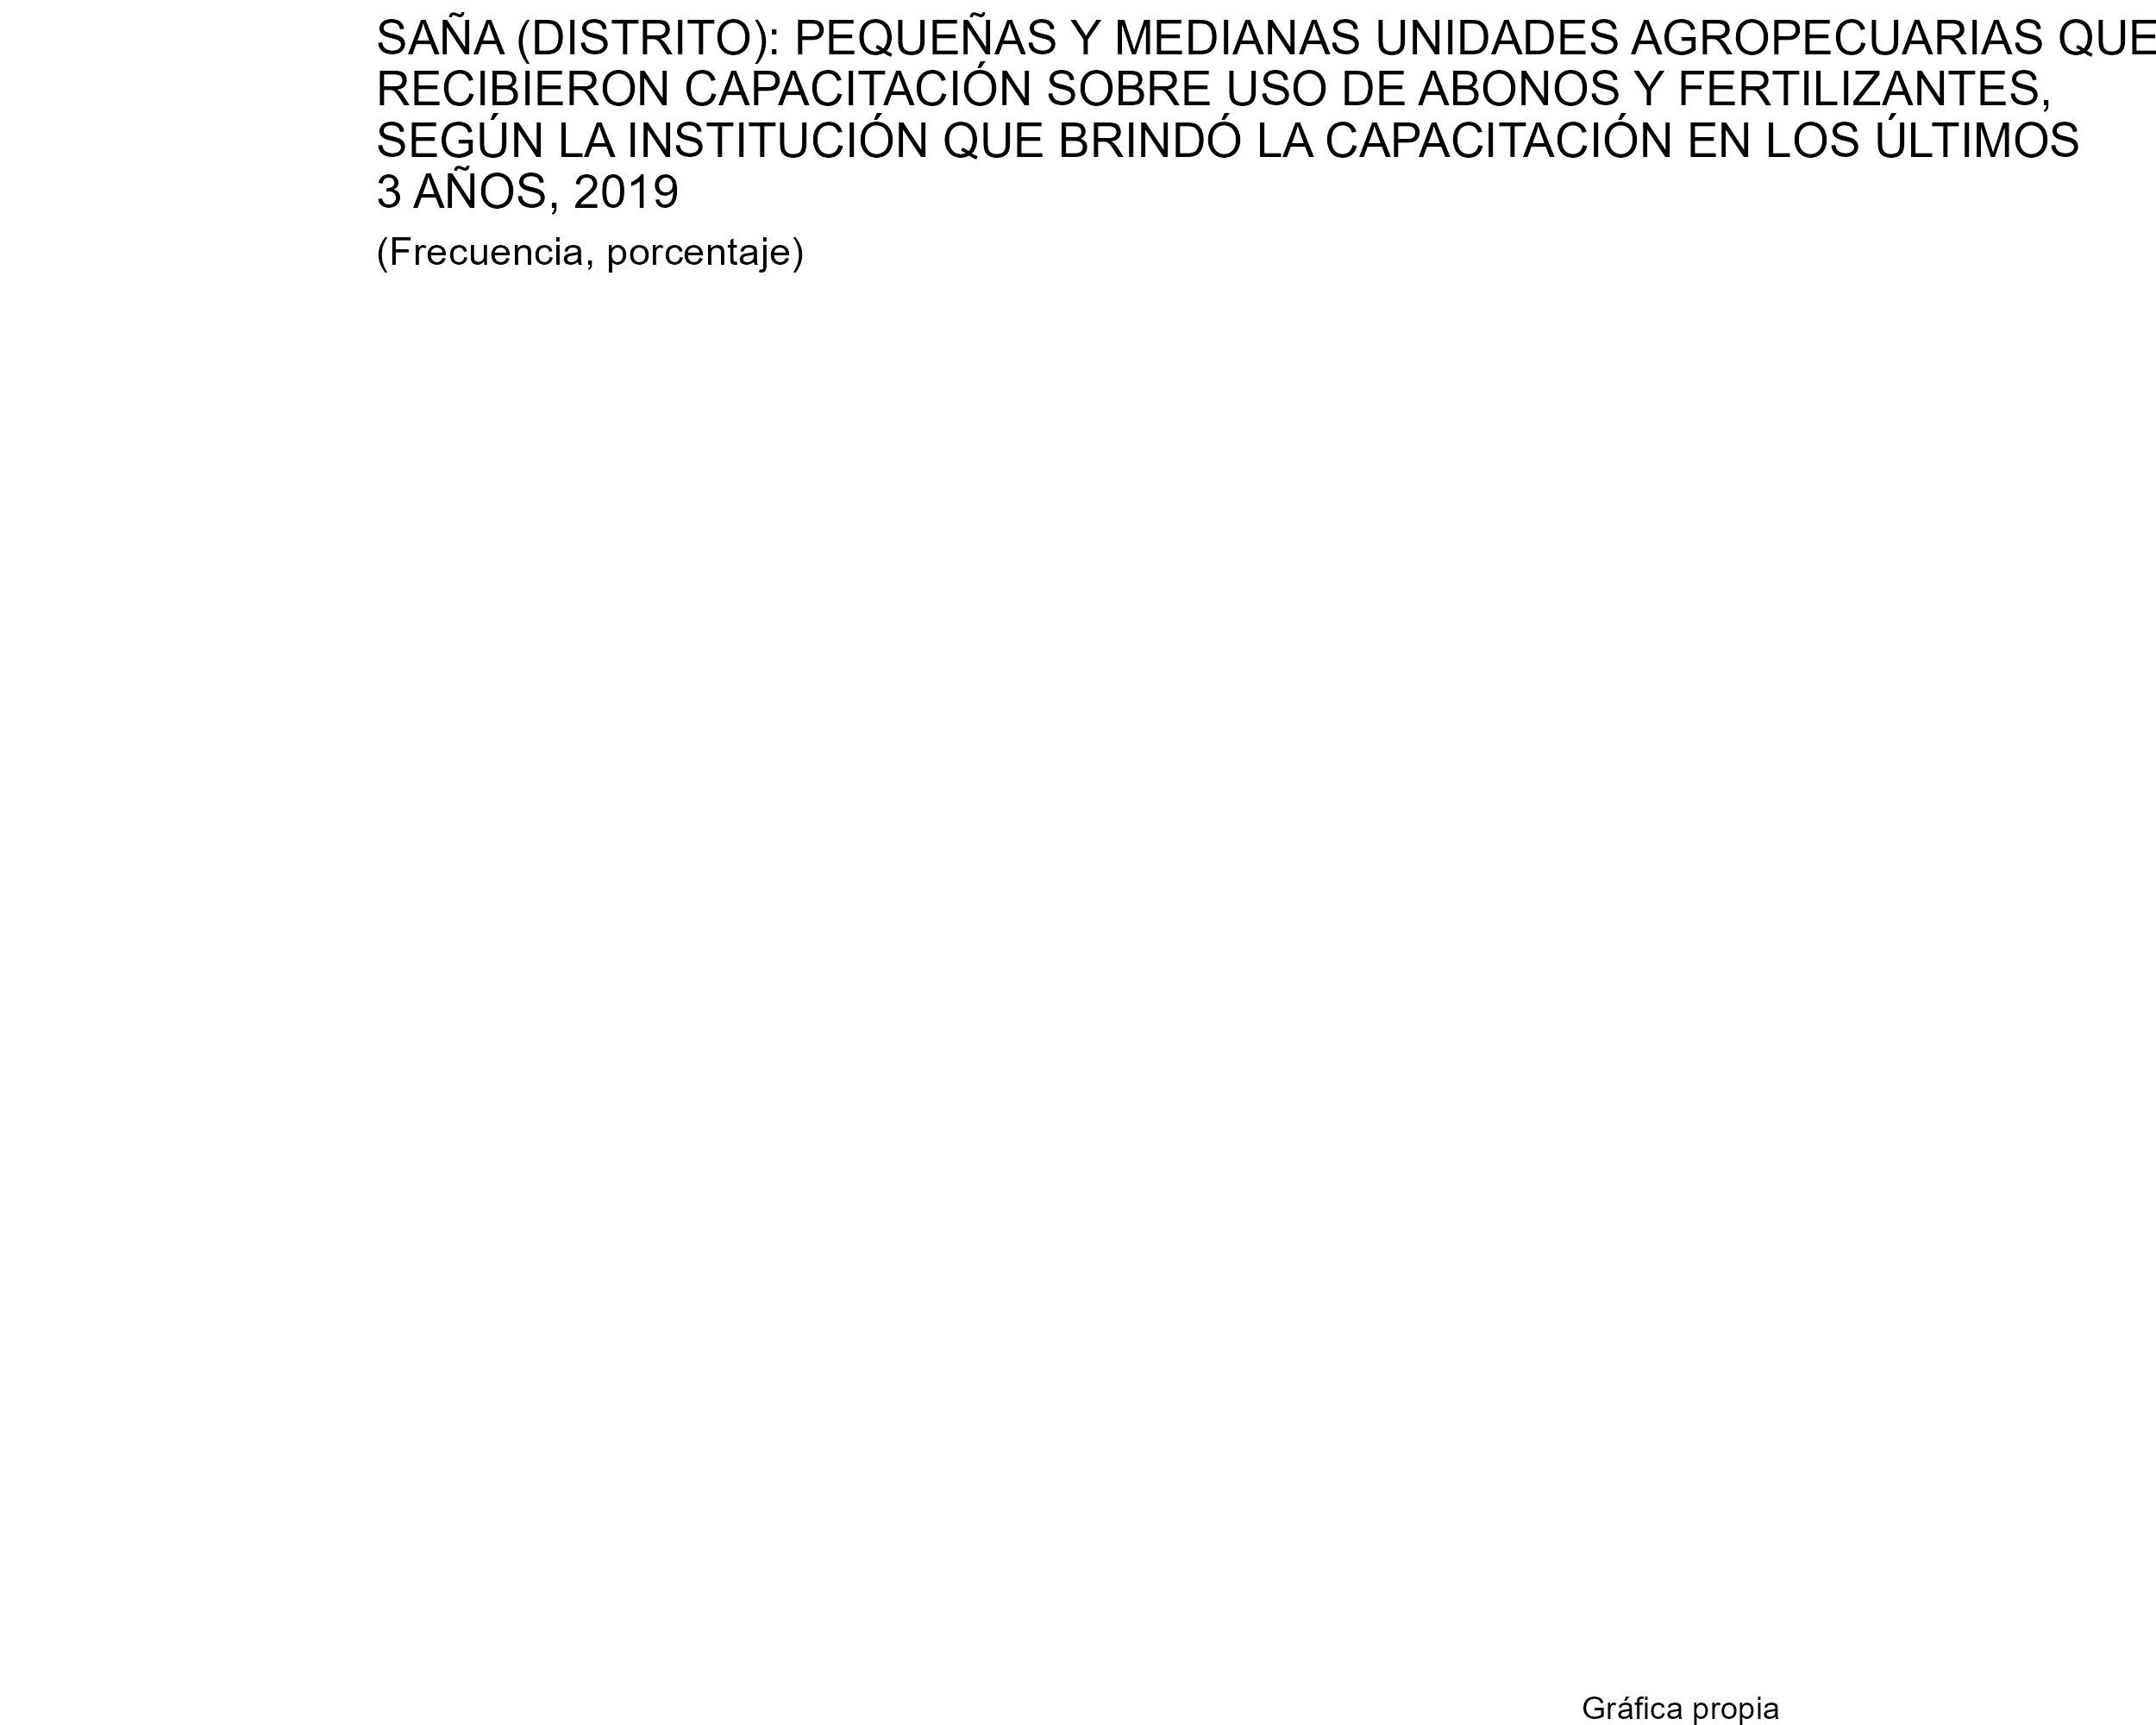 SAÑA (DISTRITO): PEQUEÑAS Y MEDIANAS UNIDADES AGROPECUARIAS QUE
RECIBIERON CAPACITACIÓN SOBRE USO DE ABONOS Y FERTILIZANTES,
SEGÚN LA INSTITUCIÓN QUE BRINDÓ LA CAPACITACIÓN EN LOS ÚLTIMOS
3 AÑOS, 2019
(Frecuencia, porcentaje)
Gráfica propia